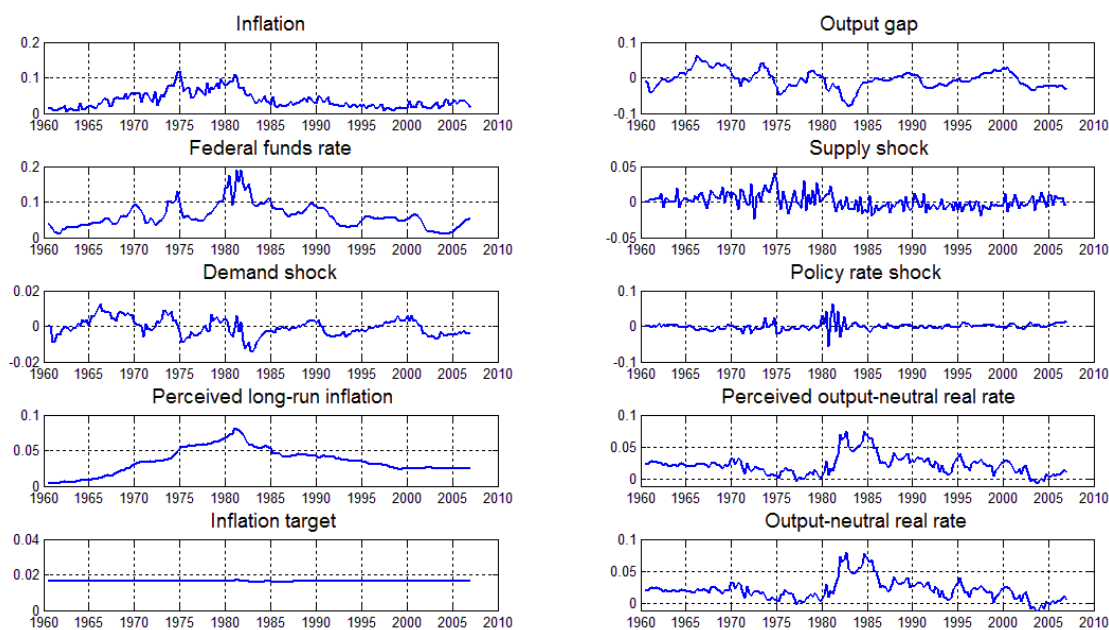 Inflation
0.2
0.1
0
1960 1965 1970 1975 1980 1985 1990 1995 2000 2005 2010
Output gap
0.1
0
-0.1
1960 1965 1970 1975 1980 1985 1990 1995 2000 2005 2010
Federal funds rate
0.2
0.1
0
1960 1965 1970 1975 1980 1985 1990 1995 2000 2005 2010
Supply shock
0.05
0
-0.05
1960 1965 1970 1975 1980 1985 1990 1995 2000 2005 2010
Demand shock
0.02
0
-0.02
1960 1965 1970 1975 1980 1985 1990 1995 2000 2005 2010
Policy rate shock
0.1
0
-0.1
1960 1965 1970 1975 1980 1985 1990 1995 2000 2005 2010
Perceived long-run inflation
0.1
0.05
0
1960 1965 1970 1975 1980 1985 1990 1995 2000 2005 2010
Perceived output-neutral real rate
0.1
0.05
0
1960 1965 1970 1975 1980 1985 1990 1995 2000 2005 2010
Inflation target
0.04
0.02
0
1960 1965 1970 1975 1980 1985 1990 1995 2000 2005 2010
Output-neutral real rate
0.1
0.05
0
1960 1965 1970 1975 1980 1985 1990 1995 2000 2005 2010